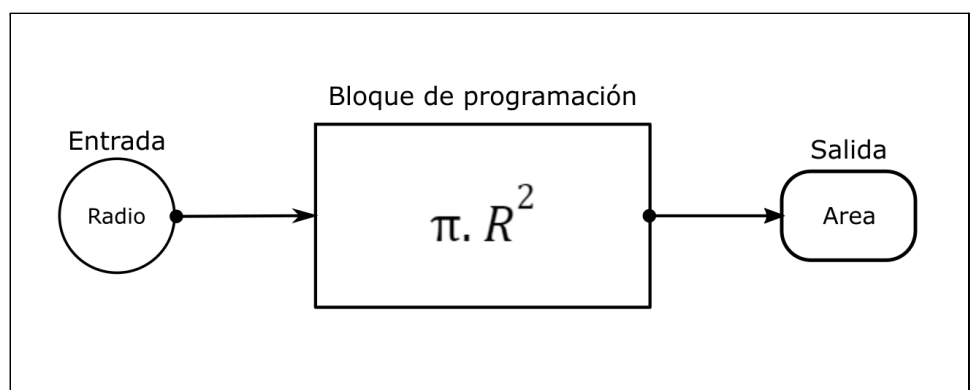 Bloque de programación
Entrada
Salida
Radio
π. R²
Area